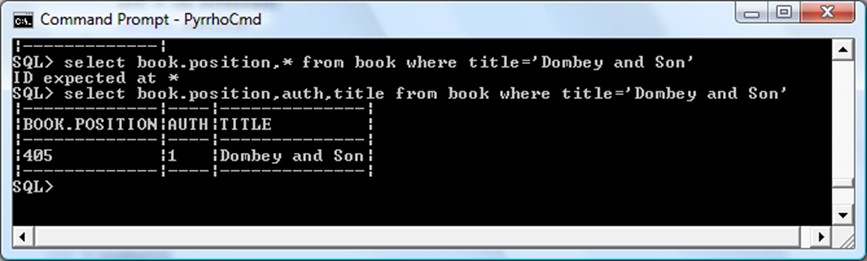 Command Prompt - PyrrhoCmd
|--------------|
SQL> select book.position,* from book where title='Dombey and Son'
ID expected at *
SQL> select book.position,auth,title from book where title='Dombey and Son'
|-------------|----|--------------|
|BOOK.POSITION|AUTH|TITLE         |
|-------------|----|--------------|
|405          |1   |Dombey and Son|
|-------------|----|--------------|
SQL>